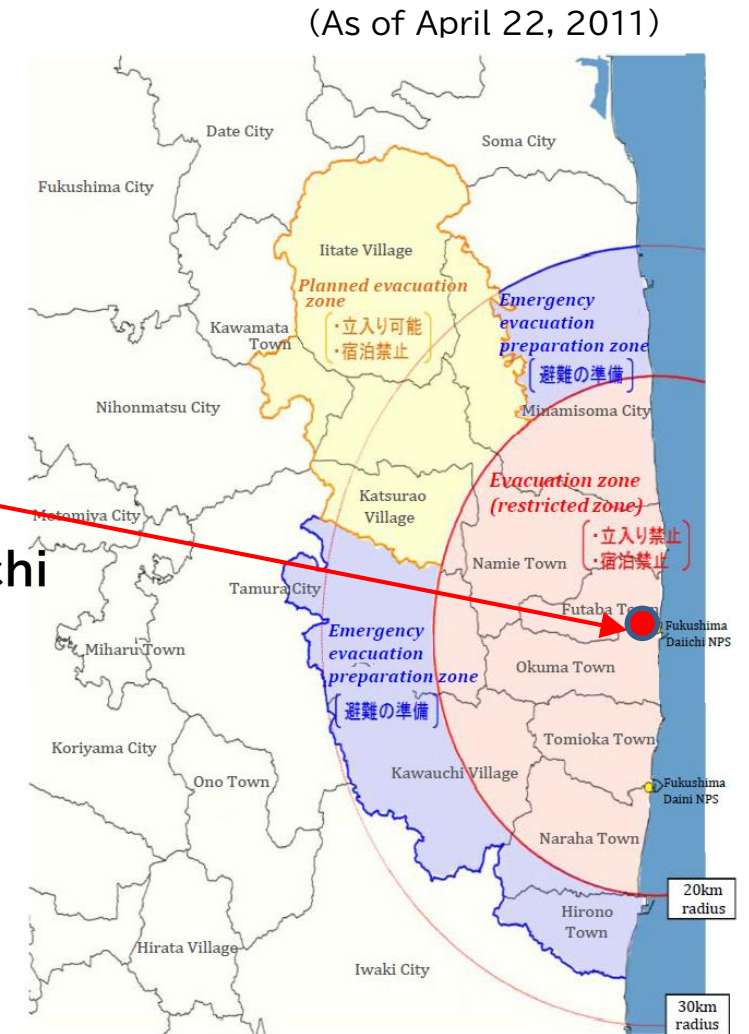 (As of April 22, 2011)
Date City
Soma City
Fukushima City
Iitate Village
Planned evacuation
zone
・立入り可能
・宿泊禁止
Emergency
evacuation
preparation zone
避難の準備
Kawamata
Town
Nihonmatsu City
Minamisoma City
Evacuation zone
(restricted zone)
・立入り禁止
・宿泊禁止
Katsurao
Village
Motomiya City
chi
Namie Town
Tamura City
Futaba Town
Fukushima
Daiichi NPS
Emergency
evacuation
preparation zone
避難の準備
Miharu Town
Okuma Town
Koriyama City
Tomioka Town
Ono Town
Kawauchi Village
Fukushima
Daini NPS
Naraha Town
20km
radius
Hirono
Town
Hirata Village
Iwaki City
30km
radius